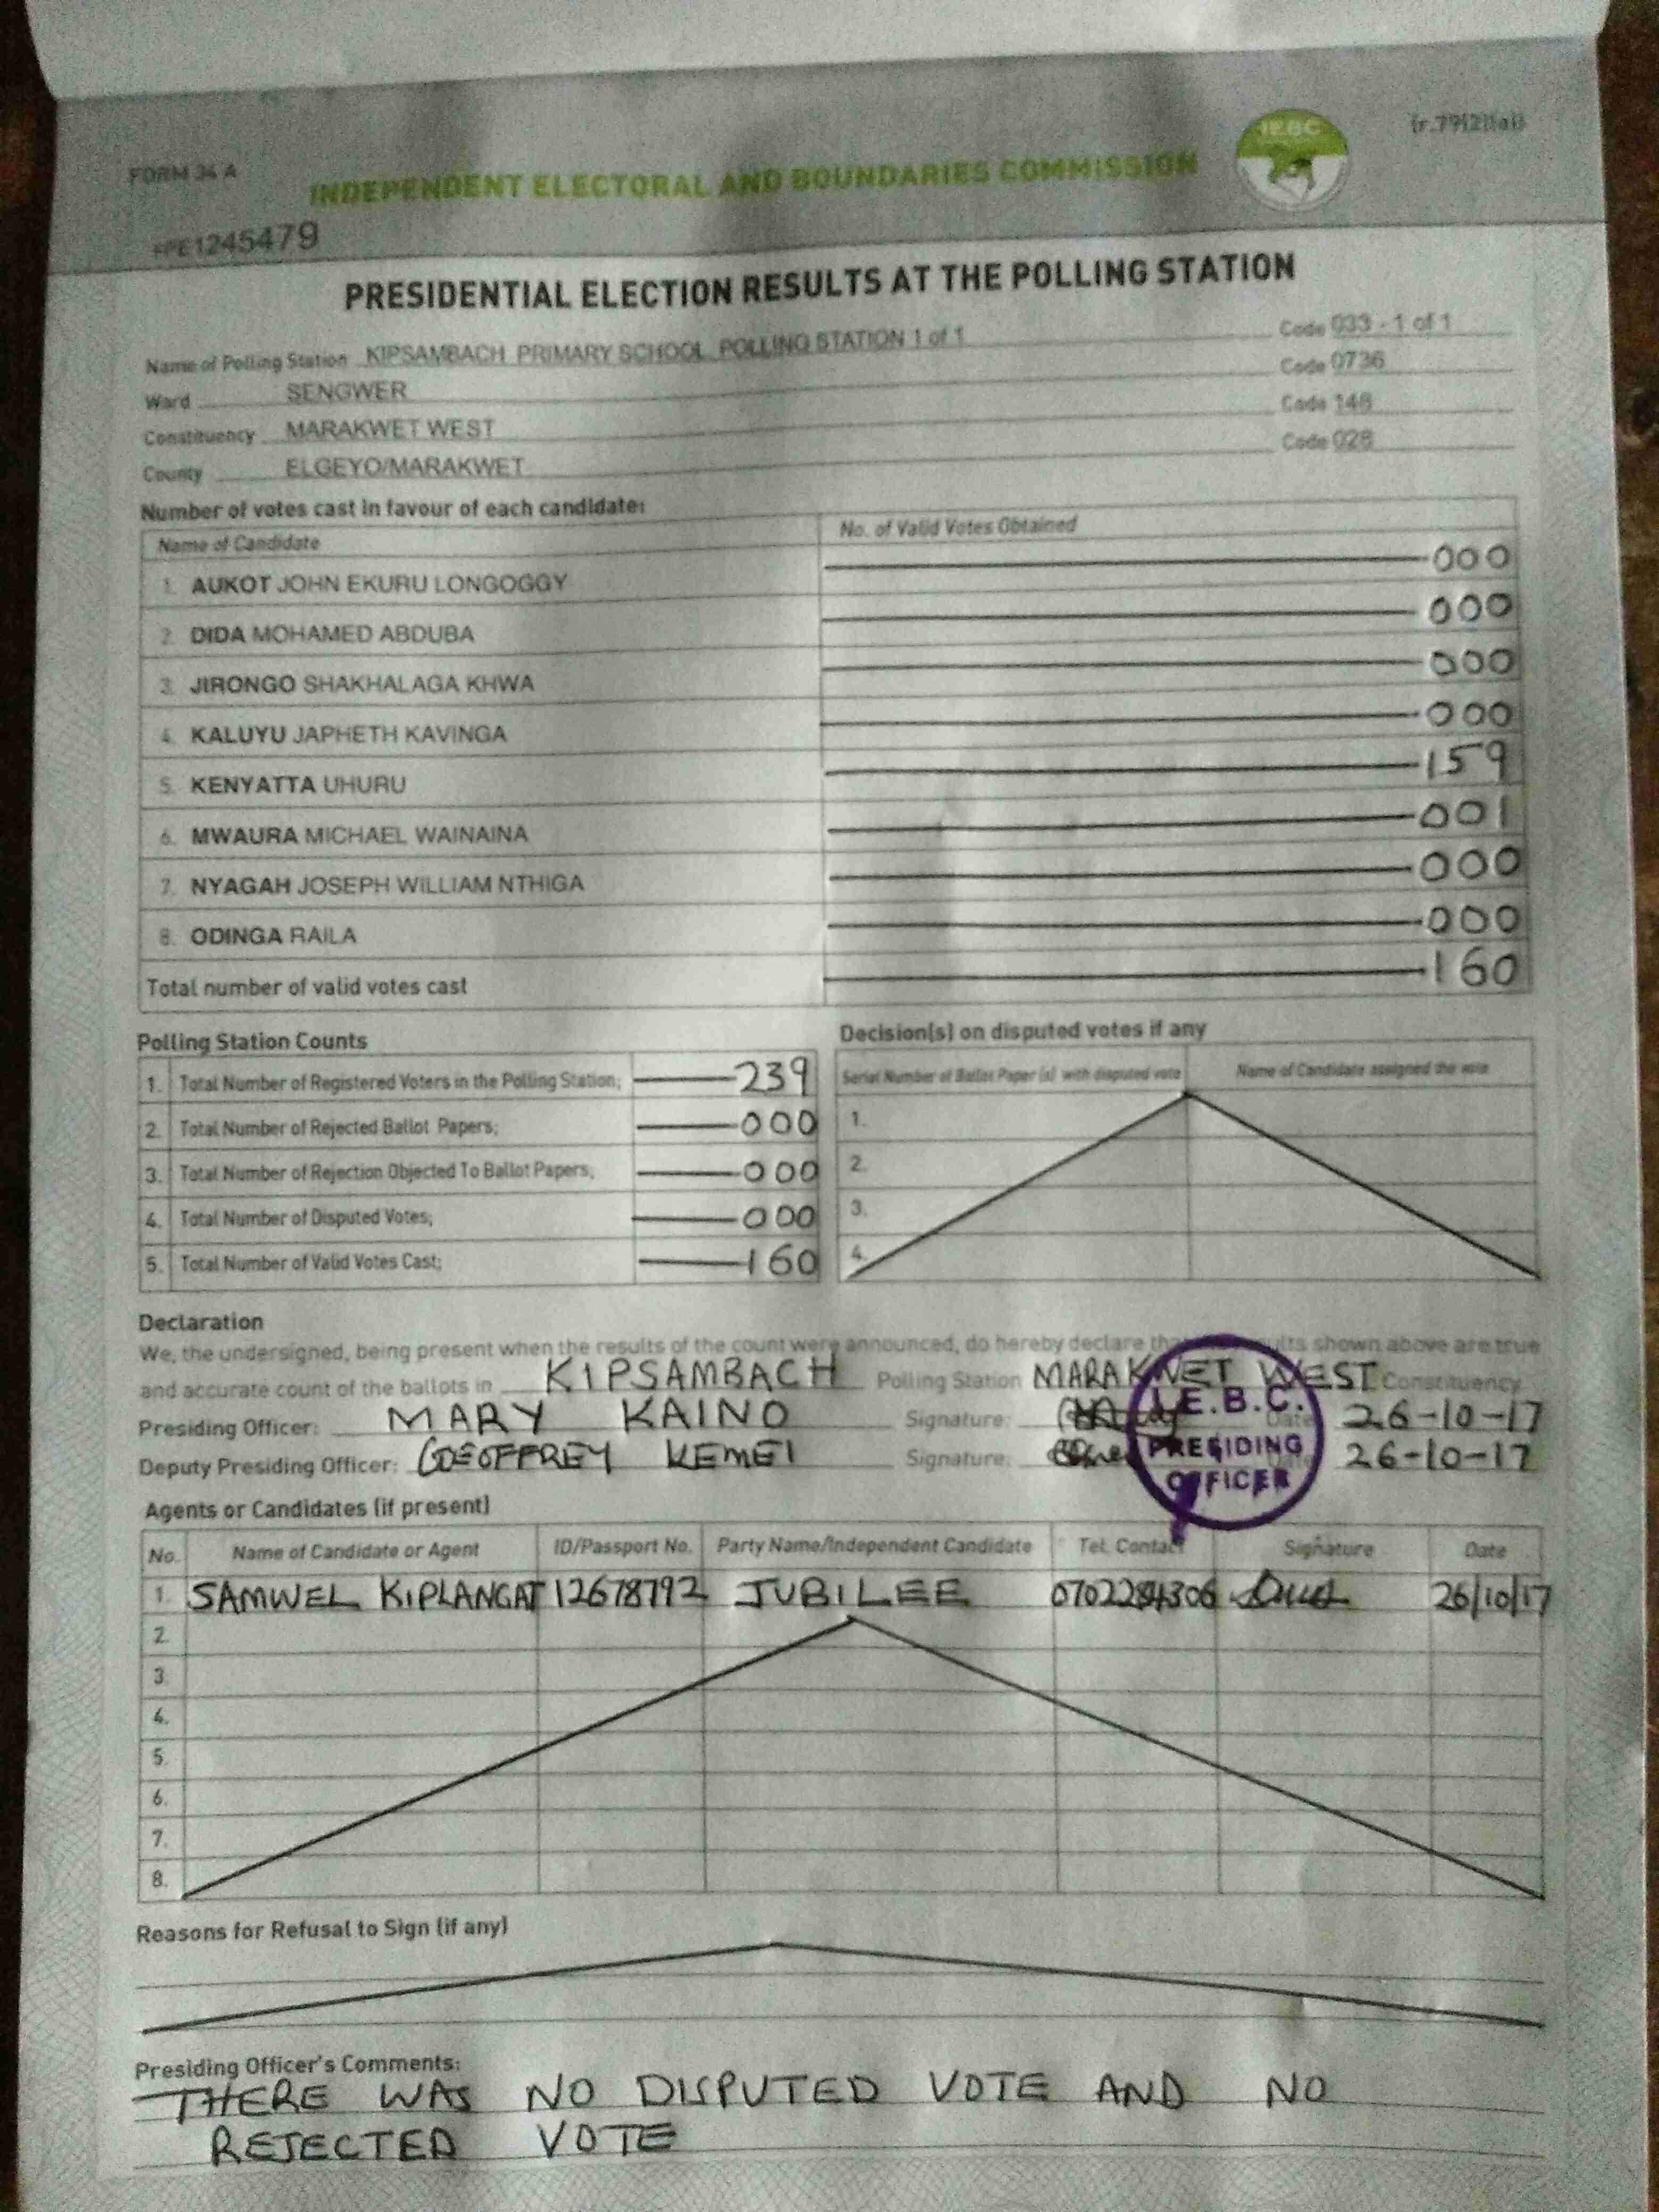 (r.79(2)(a))
FORM 34 A
IEBC
INDEPENDENT ELECTORAL AND BOUNDARIES COMMISSION
1245479
PRESIDENTIAL ELECTION RESULTS AT THE POLLING STATION
Name of Polling Station KIPSAMBACH PRIMARY SCHOOL POLLING STATION 1 of 1 Code 033 - 1 of 1
Ward SENGWER Code 0736
Constituency MARAKWET WEST Code 148
County ELGEYO/MARAKWET Code 028
Number of votes cast in favour of each candidate:
Name of Candidate No. of Valid Votes Obtained
1. AUKOT JOHN EKURU LONGOGGY 000
2. DIDA MOHAMED ABDUBA 000
3. JIRONGO SHAKHALAGA KHWA 000
4. KALUYU JAPHETH KAVINGA 000
5. KENYATTA UHURU 159
6. MWAURA MICHAEL WAINAINA 001
7. NYAGAH JOSEPH WILLIAM NTHIGA 000
8. ODINGA RAILA 000
Total number of valid votes cast 160
Polling Station Counts
1. Total Number of Registered Voters in the Polling Station; 239
2. Total Number of Rejected Ballot Papers; 000
3. Total Number of Rejection Objected To Ballot Papers; 000
4. Total Number of Disputed Votes; 000
5. Total Number of Valid Votes Cast; 160
Decision(s) on disputed votes if any
Serial Number of Ballot Paper (s) with disputed vote Name of Candidate assigned the vote
1.
2.
3.
4.
Declaration
We, the undersigned, being present when the results of the count were announced, do hereby declare shown above are true
and accurate count of the ballots in KIPSAMBACH Polling Station MARAKWET WEST Constituency
Presiding Officer: MARY KAINO Signature: Date 26-10-17
Deputy Presiding Officer: GEOFFREY KEMEI Signature: 26-10-17
I.E.B.C.
PRESIDING
OFFICER
Agents or Candidates (if present)
No. Name of Candidate or Agent ID/Passport No. Party Name/Independent Candidate Tel. Contact Signature Date
1. SAMWEL KIPLANGAT 12678792 JUBILEE 26/10/17
2.
3.
4.
5.
6.
7.
8.
Reasons for Refusal to Sign (if any)
Presiding Officer's Comments:
THERE WAS NO DISPUTED VOTE AND NO
REJECTED VOTE